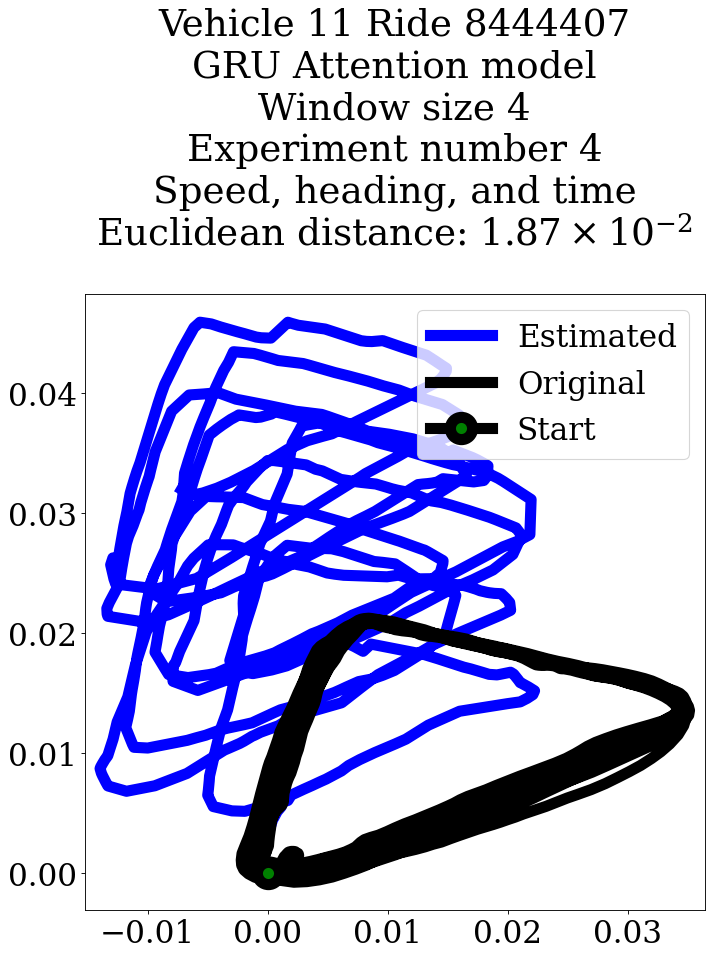 Vehicle 11 Ride 8444407
GRU Attention model
Window size 4
Experiment number 4
Speed, heading, and time
Euclidean distance: 1.87 × 10⁻²
Estimated
Original
Start
0.04
0.03
0.02
0.01
0.00
−0.01 0.00 0.01 0.02 0.03